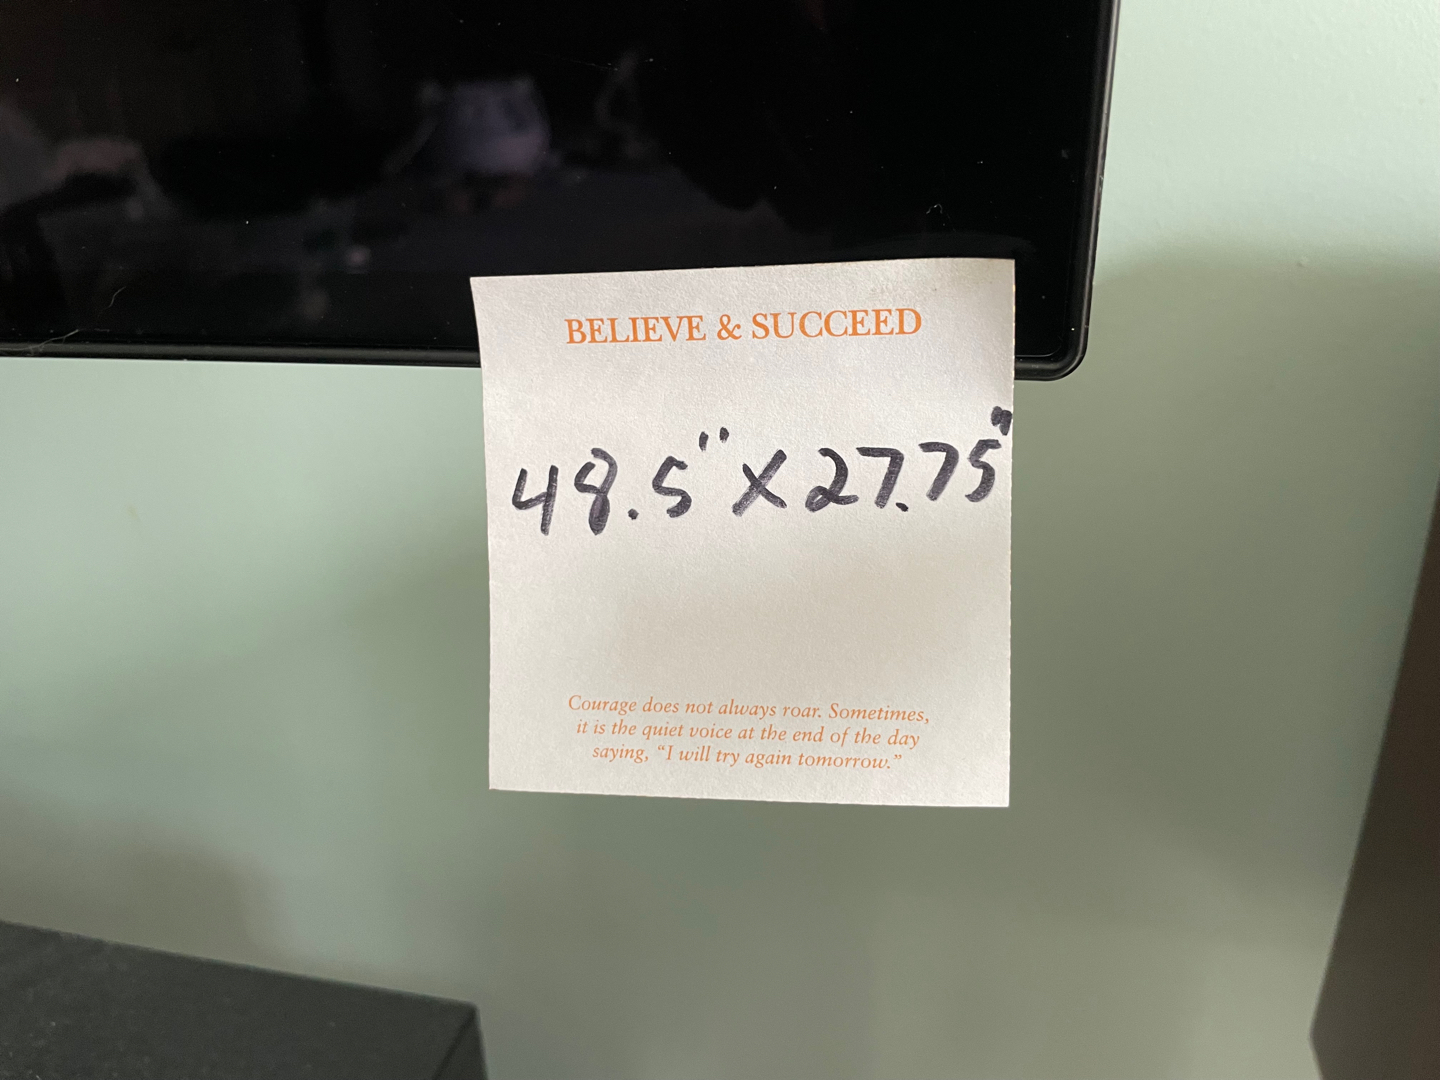 BELIEVE & SUCCEED
48.5" X 27.75"
Courage does not always roar. Sometimes,
it is the quiet voice at the end of the day
saying, “I will try again tomorrow.”